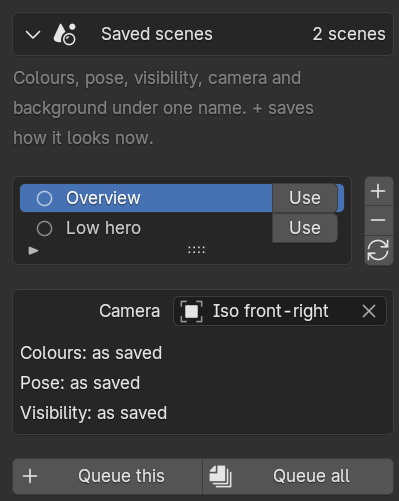 Saved scenes 2 scenes
Colours, pose, visibility, camera and
background under one name. + saves
how it looks now.
Overview Use
Low hero Use
Camera Iso front-right
Colours: as saved
Pose: as saved
Visibility: as saved
Queue this Queue all